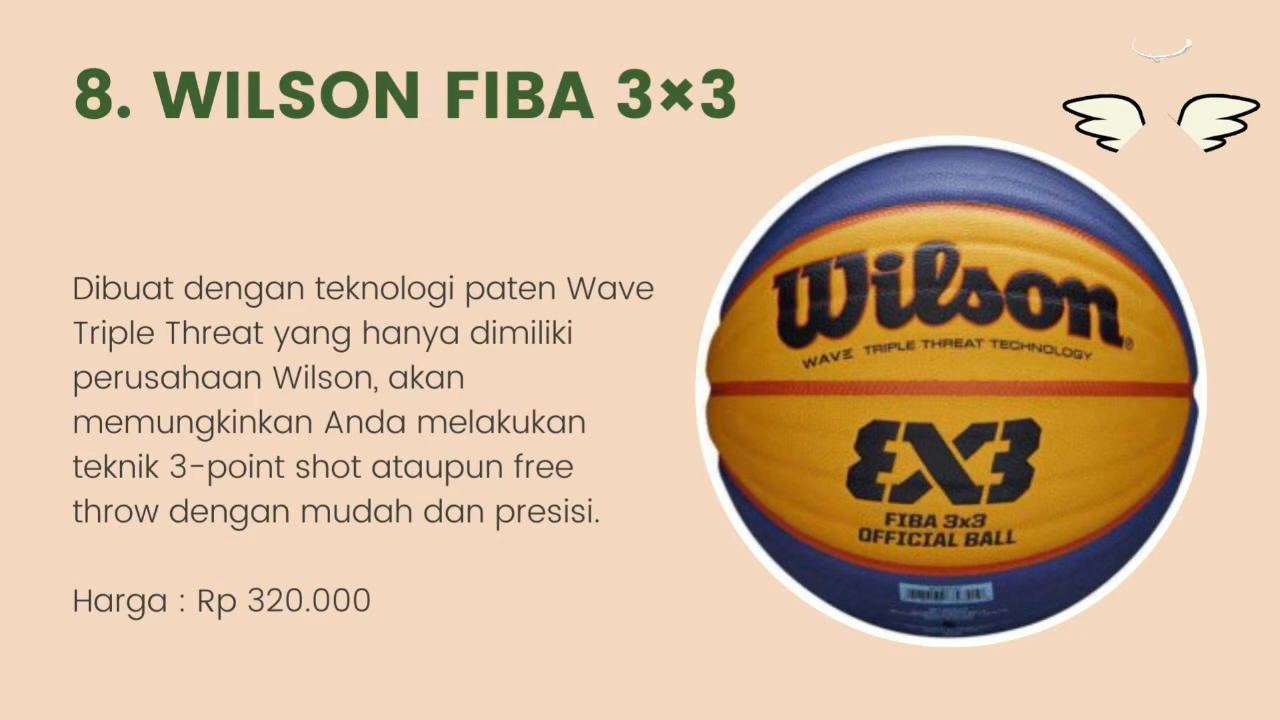 8. WILSON FIBA 3×3
Dibuat dengan teknologi paten Wave
Triple Threat yang hanya dimiliki
perusahaan Wilson, akan
memungkinkan Anda melakukan
teknik 3-point shot ataupun free
throw dengan mudah dan presisi.
Harga : Rp 320.000
Wilson®
WAVE TRIPLE THREAT TECHNOLOGY
3X3
FIBA 3x3
OFFICIAL BALL